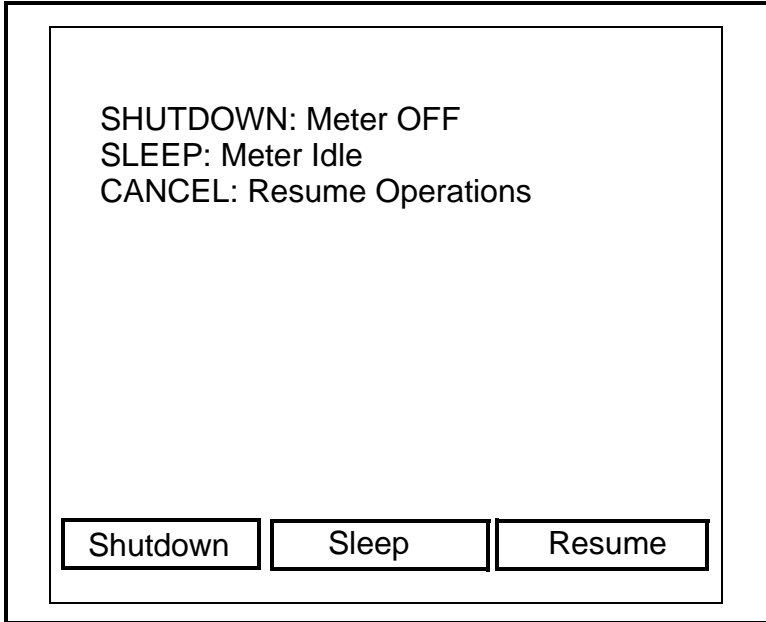 SHUTDOWN: Meter OFF
SLEEP: Meter Idle
CANCEL: Resume Operations
Shutdown Sleep Resume